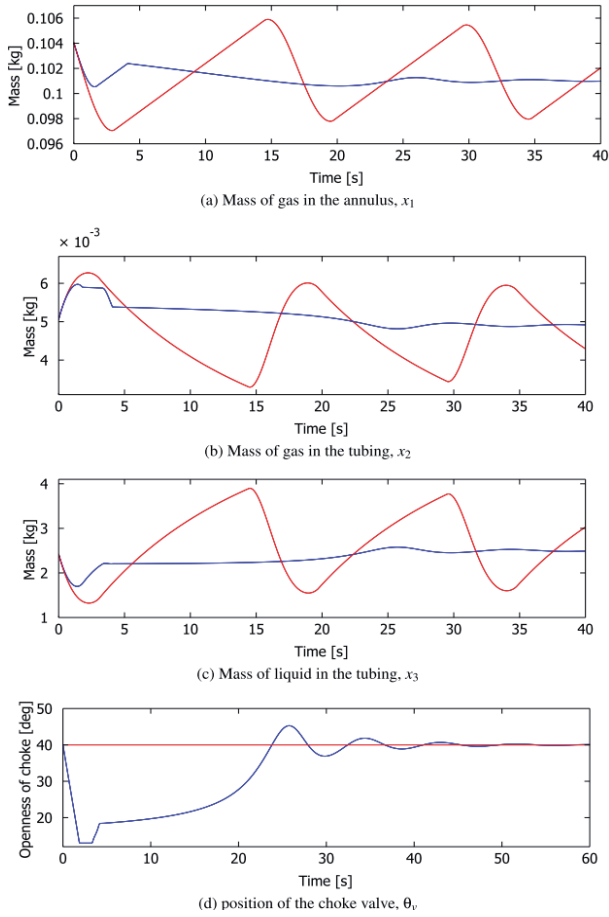 0.106
0.104
0.102
0.1
0.098
0.096
Mass [kg]
0 5 10 15 20 25 30 35 40
Time [s]
(a) Mass of gas in the annulus, x1
× 10⁻³
6
5
4
Mass [kg]
0 5 10 15 20 25 30 35 40
Time [s]
(b) Mass of gas in the tubing, x2
4
3
2
1
Mass [kg]
0 5 10 15 20 25 30 35 40
Time [s]
(c) Mass of liquid in the tubing, x3
50
40
30
20
Openness of choke [deg]
0 10 20 30 40 50 60
Time [s]
(d) position of the choke valve, θv